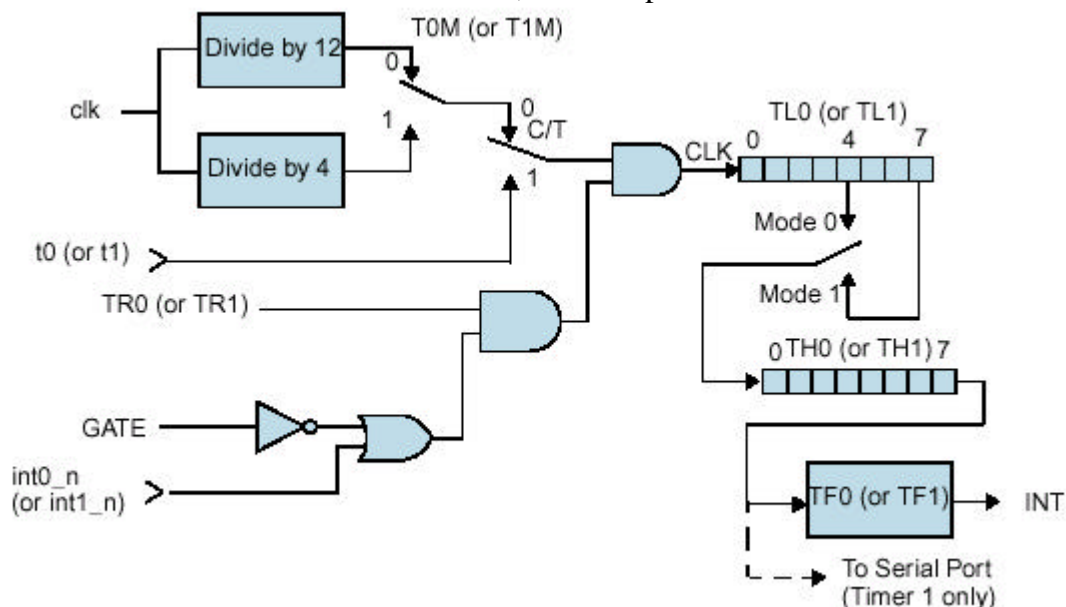 T0M (or T1M)
Divide by 12
0
clk
1
0
C/T
Divide by 4
1
CLK
TL0 (or TL1)
0 4 7
Mode 0
t0 (or t1)
Mode 1
TR0 (or TR1)
0 TH0 (or TH1) 7
GATE
int0_n
(or int1_n)
TF0 (or TF1)
INT
To Serial Port
(Timer 1 only)